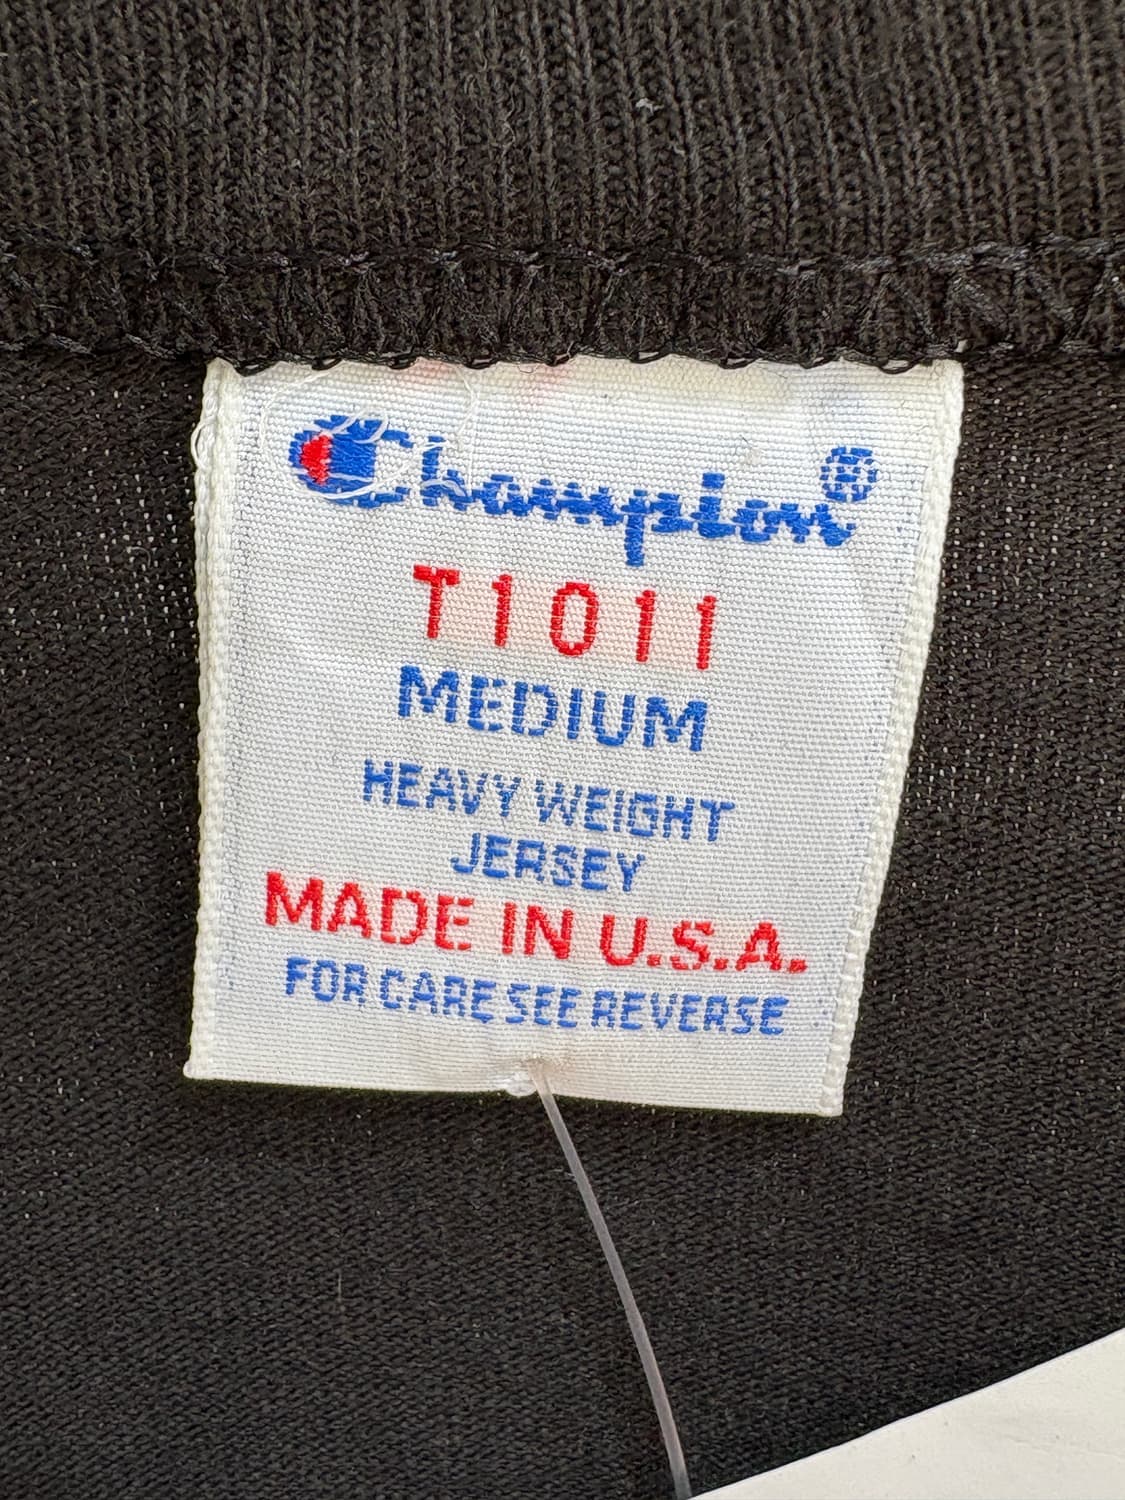 Champion®
T1011
MEDIUM
HEAVY WEIGHT
JERSEY
MADE IN U.S.A.
FOR CARE SEE REVERSE